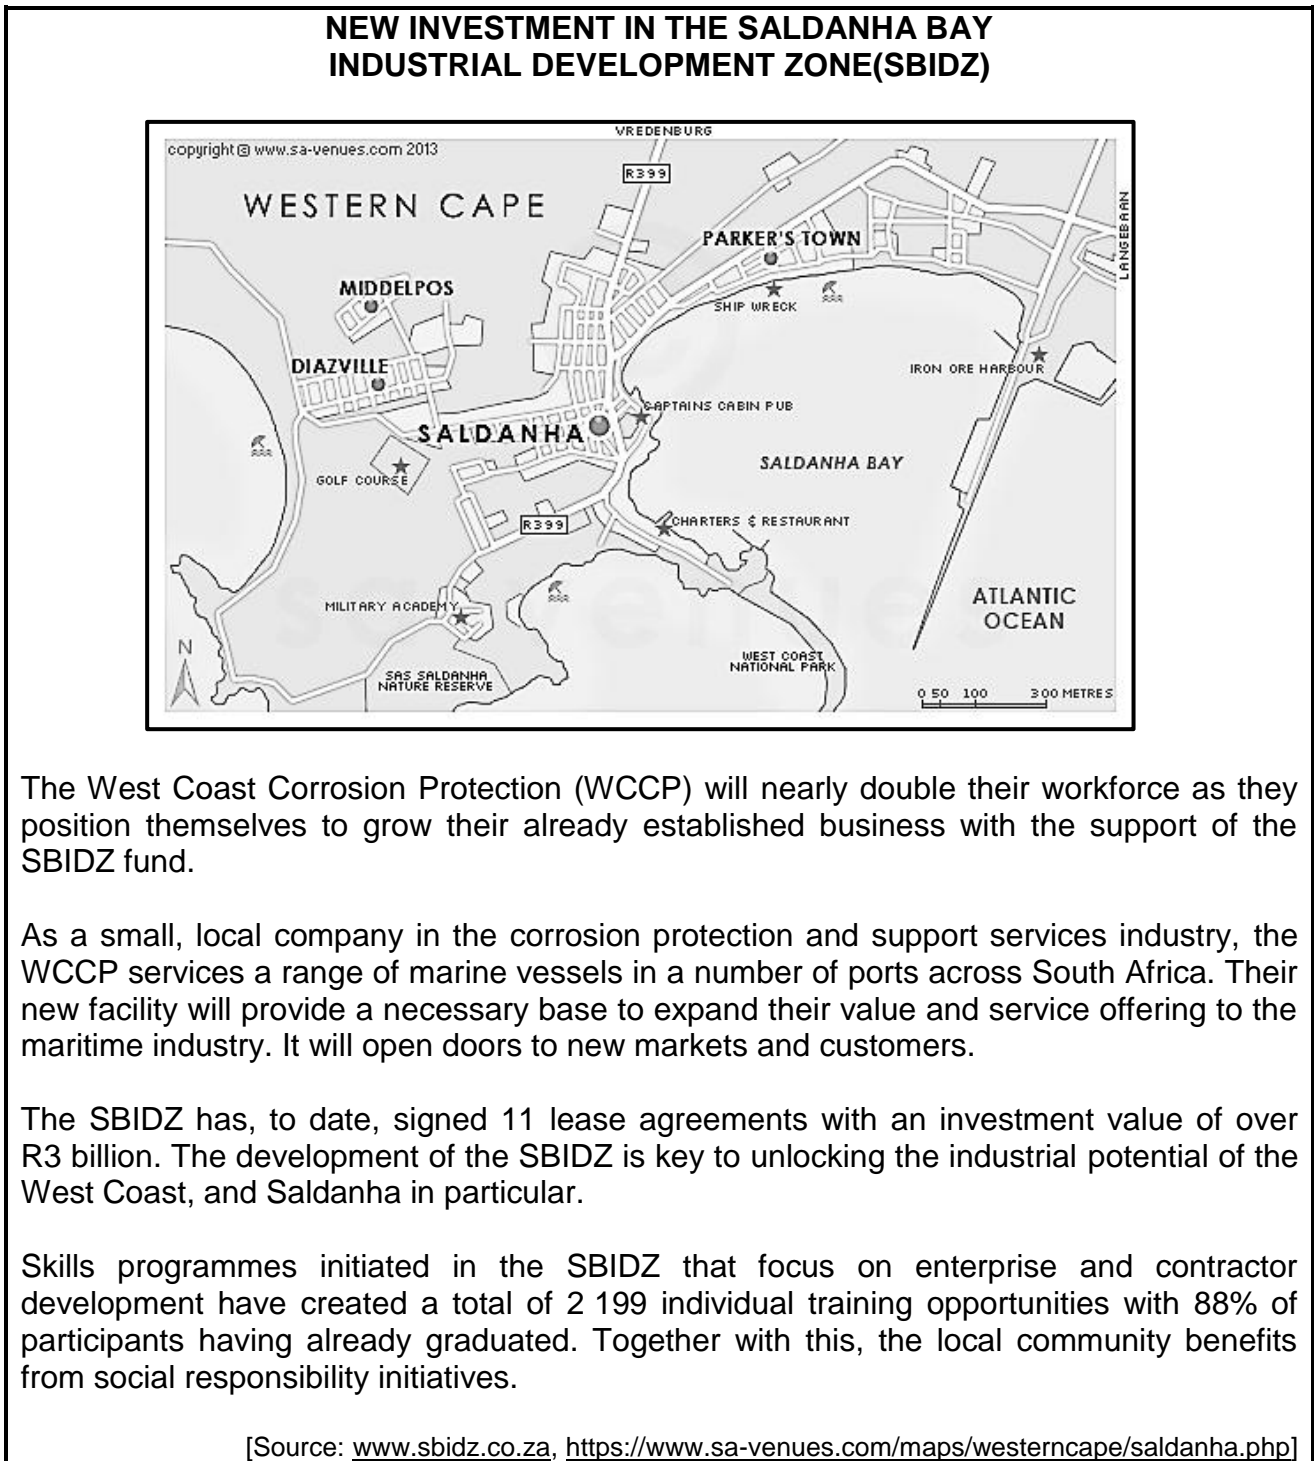 NEW INVESTMENT IN THE SALDANHA BAY
INDUSTRIAL DEVELOPMENT ZONE(SBIDZ)
VREDENBURG
copyright @ www.sa-venues.com 2013
R399
WESTERN CAPE
LANGEBAAN
PARKER'S TOWN
MIDDELPOS
SHIP WRECK
DIAZVILLE
IRON ORE HARBOUR
CAPTAINS CABIN PUB
SALDANHA
SALDANHA BAY
GOLF COURSE
R399
CHARTERS & RESTAURANT
sa venues
MILITARY ACADEMY
ATLANTIC
OCEAN
N
WEST COAST
NATIONAL PARK
SAS SALDANHA
NATURE RESERVE
0 50 100 300 METRES
The West Coast Corrosion Protection (WCCP) will nearly double their workforce as they
position themselves to grow their already established business with the support of the
SBIDZ fund.
As a small, local company in the corrosion protection and support services industry, the
WCCP services a range of marine vessels in a number of ports across South Africa. Their
new facility will provide a necessary base to expand their value and service offering to the
maritime industry. It will open doors to new markets and customers.
The SBIDZ has, to date, signed 11 lease agreements with an investment value of over
R3 billion. The development of the SBIDZ is key to unlocking the industrial potential of the
West Coast, and Saldanha in particular.
Skills programmes initiated in the SBIDZ that focus on enterprise and contractor
development have created a total of 2 199 individual training opportunities with 88% of
participants having already graduated. Together with this, the local community benefits
from social responsibility initiatives.
[Source: www.sbidz.co.za, https://www.sa-venues.com/maps/westerncape/saldanha.php]